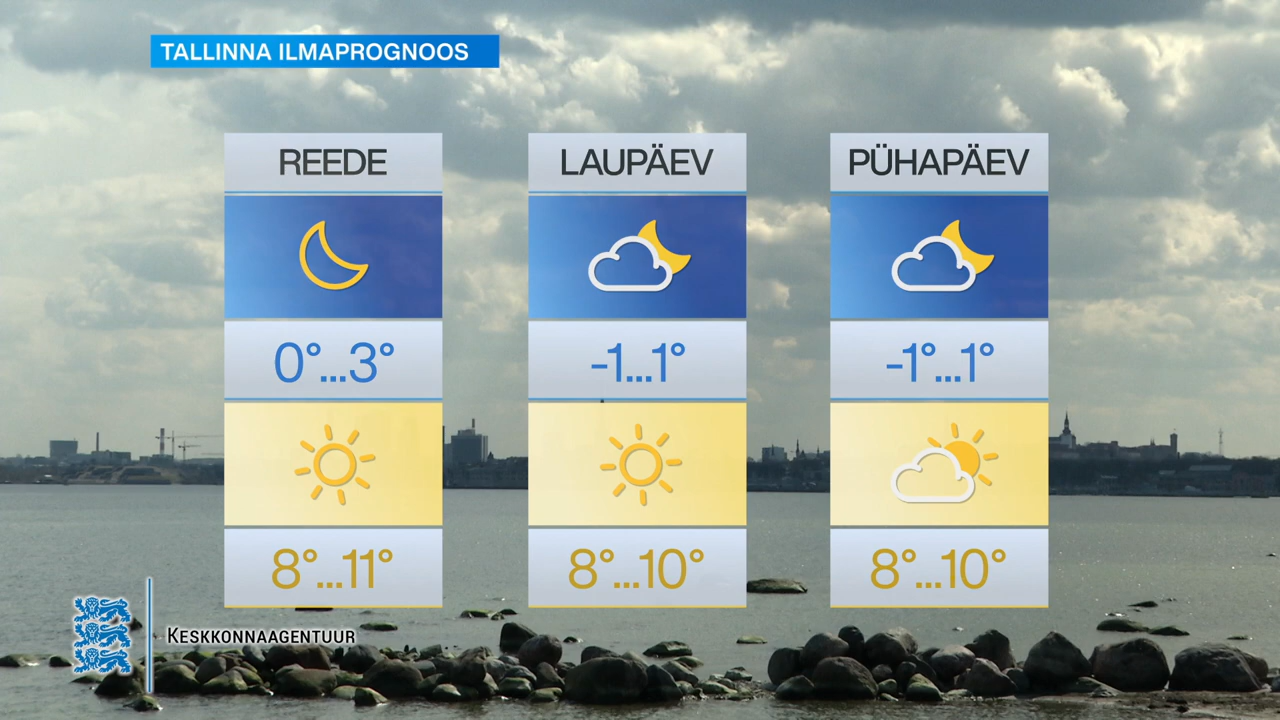 TALLINNA ILMAPROGNOOS
REEDE
0°...3°
8°...11°
LAUPÄEV
-1...1°
8°...10°
PÜHAPÄEV
-1°...1°
8°...10°
KESKKONNAAGENTUUR